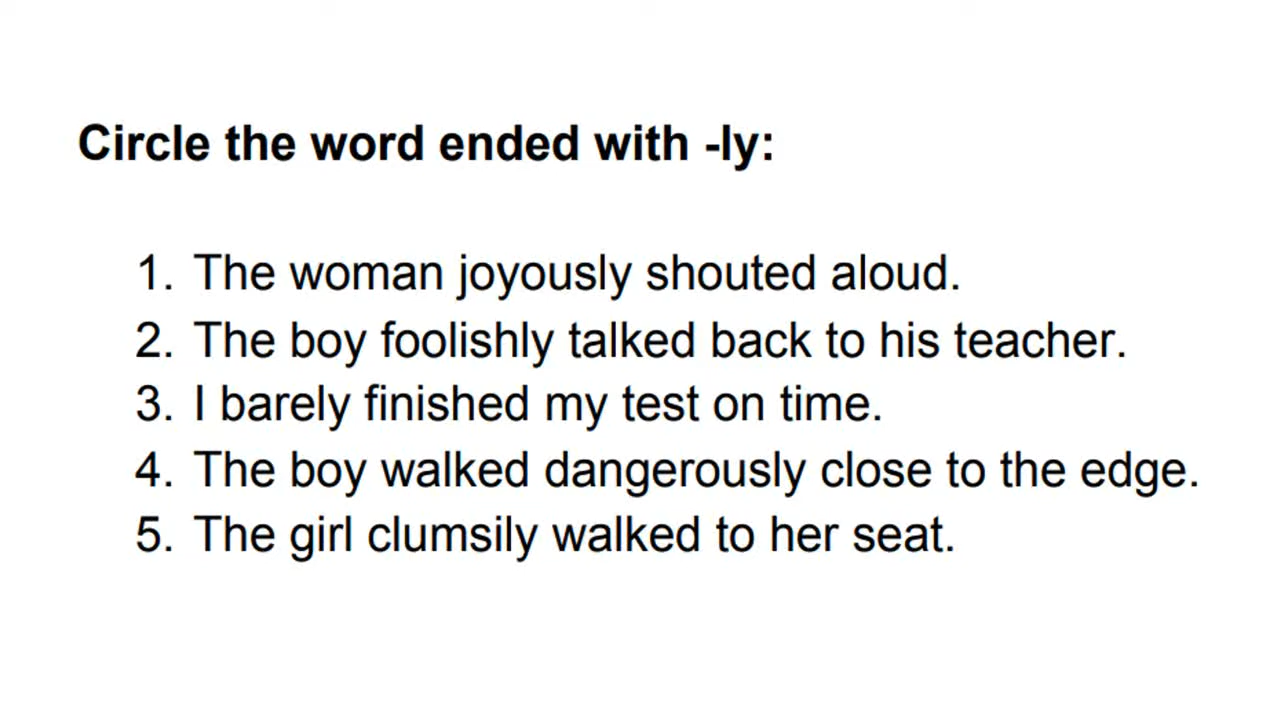 Circle the word ended with -ly:
1. The woman joyously shouted aloud.
2. The boy foolishly talked back to his teacher.
3. I barely finished my test on time.
4. The boy walked dangerously close to the edge.
5. The girl clumsily walked to her seat.